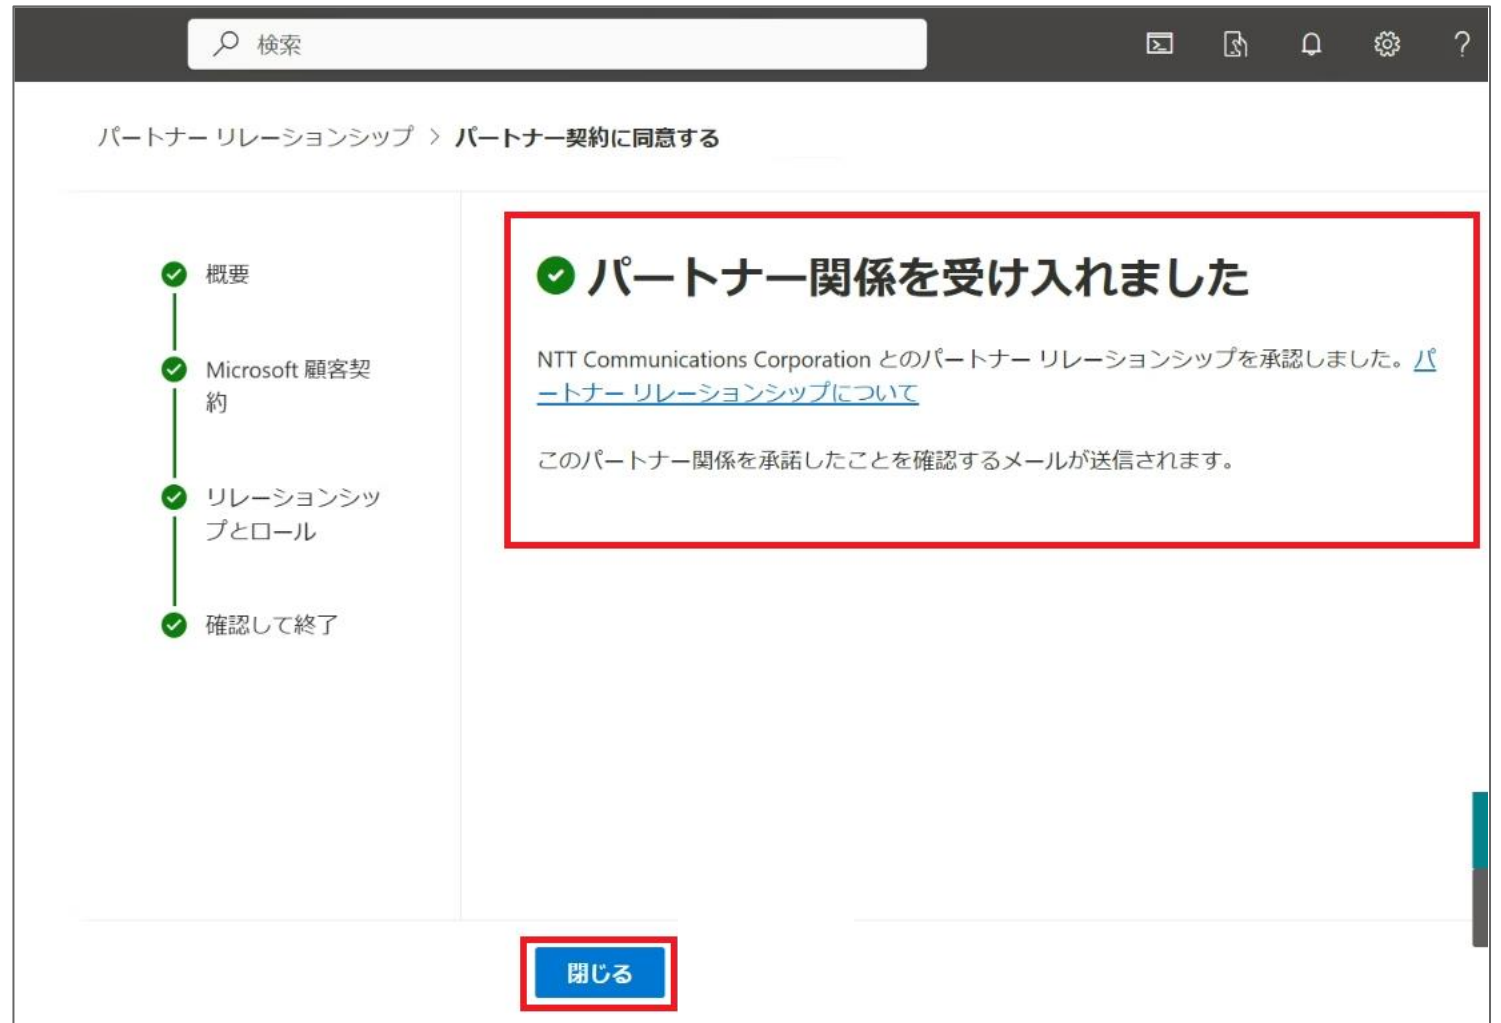 検索
?
パートナー リレーションシップ > パートナー契約に同意する
概要
Microsoft 顧客契
約
リレーションシッ
プとロール
確認して終了
パートナー関係を受け入れました
NTT Communications Corporation とのパートナー リレーションシップを承認しました。パ
ートナー リレーションシップについて
このパートナー関係を承諾したことを確認するメールが送信されます。
閉じる